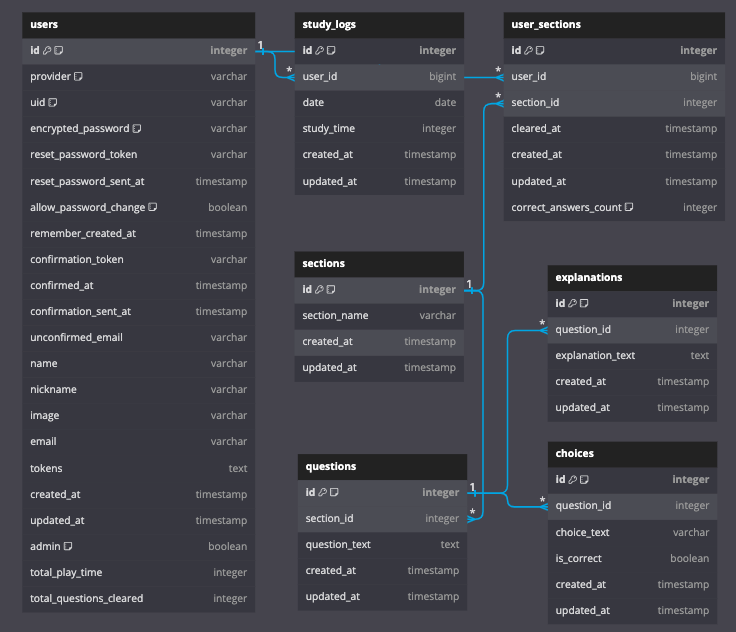 users
id integer
provider varchar
uid varchar
encrypted_password varchar
reset_password_token varchar
reset_password_sent_at timestamp
allow_password_change boolean
remember_created_at timestamp
confirmation_token varchar
confirmed_at timestamp
confirmation_sent_at timestamp
unconfirmed_email varchar
name varchar
nickname varchar
image varchar
email varchar
tokens text
created_at timestamp
updated_at timestamp
admin boolean
total_play_time integer
total_questions_cleared integer
1
*
study_logs
id integer
user_id bigint
date date
study_time integer
created_at timestamp
updated_at timestamp
*
*
user_sections
id integer
user_id bigint
section_id integer
cleared_at timestamp
created_at timestamp
updated_at timestamp
correct_answers_count integer
sections
id integer
section_name varchar
created_at timestamp
updated_at timestamp
1
explanations
id integer
*
question_id integer
explanation_text text
created_at timestamp
updated_at timestamp
questions
id integer
section_id integer
question_text text
created_at timestamp
updated_at timestamp
1
*
choices
id integer
*
question_id integer
choice_text varchar
is_correct boolean
created_at timestamp
updated_at timestamp